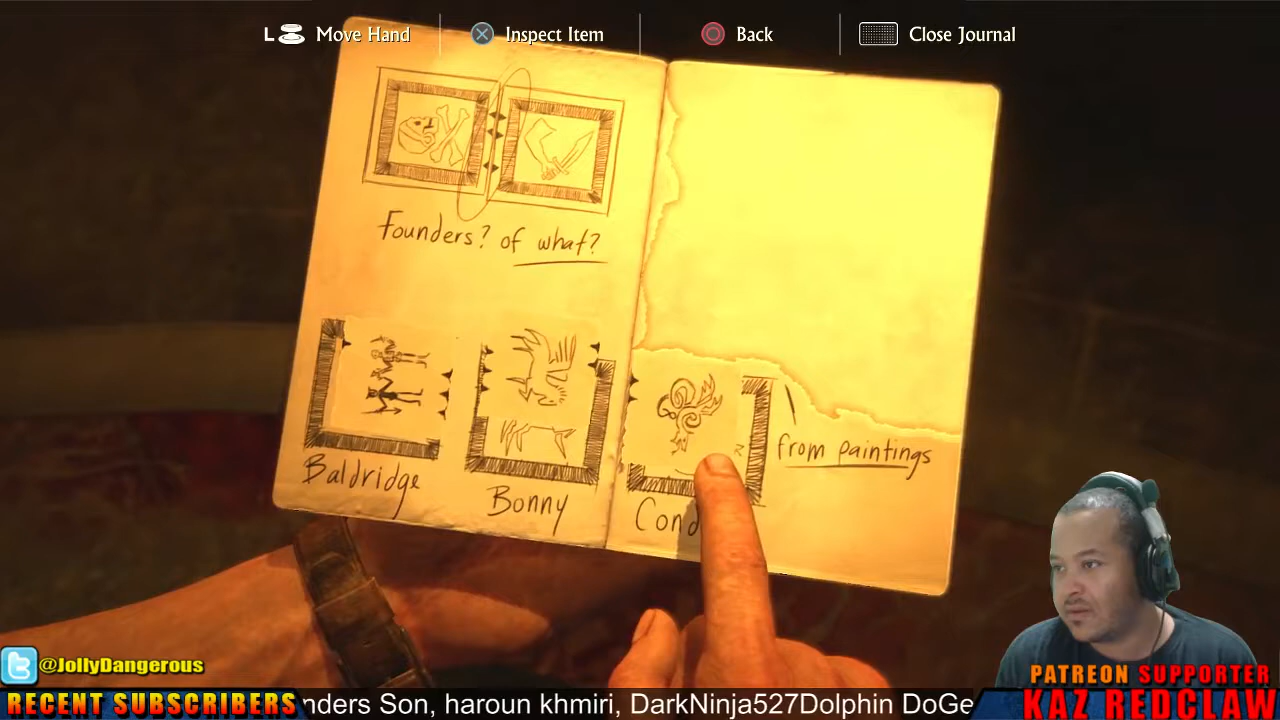 L Move Hand Inspect Item Back Close Journal
Founders? of what?
from paintings
Baldridge
Bonny
Cond
@JollyDangerous
PATREON SUPPORTER
RECENT SUBSCRIBERS nders Son, haroun khmiri, DarkNinja527Dolphin DoGe
KAZ REDCLAW